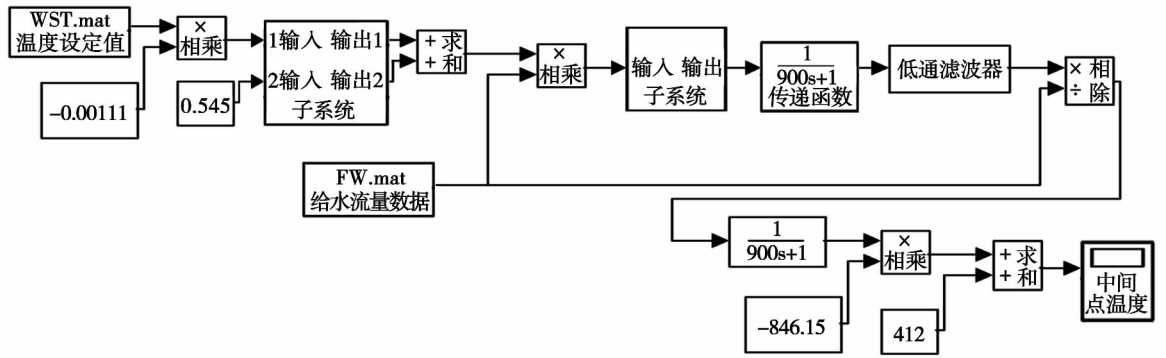 WST.mat
温度设定值
×
相乘
-0.00111
0.545
1输入 输出1
2输入 输出2
子系统
+ 求
+ 和
×
相乘
输入 输出
子系统
1
900s+1
传递函数
低通滤波器
× 相
÷ 除
FW.mat
给水流量数据
1
900s+1
×
相乘
-846.15
412
+ 求
+ 和
中间
点温度